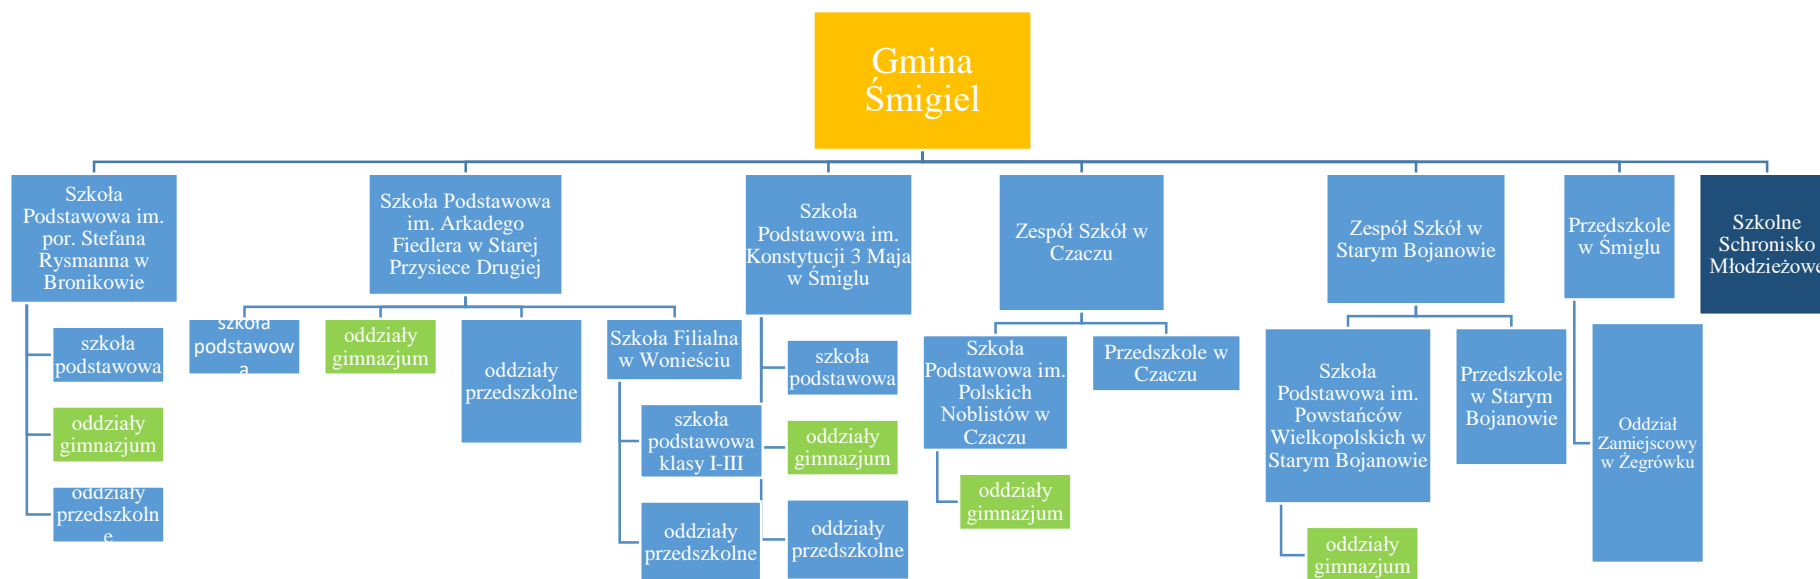 Gmina
Śmigiel
Szkoła
Podstawowa im.
por. Stefana
Rysmanna w
Bronikowie
szkoła
podstawowa
oddziały
gimnazjum
oddziały
przedszkoln
e
Szkoła Podstawowa
im. Arkadego
Fiedlera w Starej
Przysiece Drugiej
szkoła
podstawow
a
oddziały
gimnazjum
oddziały
przedszkolne
Szkoła Filialna
w Wonieściu
szkoła
podstawowa
klasy I-III
oddziały
przedszkolne
Szkoła
Podstawowa im.
Konstytucji 3 Maja
w Śmiglu
szkoła
podstawowa
oddziały
gimnazjum
oddziały
przedszkolne
Zespół Szkół w
Czaczu
Szkoła
Podstawowa im.
Polskich
Noblistów w
Czaczu
oddziały
gimnazjum
Przedszkole w
Czaczu
Zespół Szkół w
Starym Bojanowie
Szkoła
Podstawowa im.
Powstańców
Wielkopolskich w
Starym Bojanowie
oddziały
gimnazjum
Przedszkole
w Starym
Bojanowie
Przedszkole
w Śmiglu
Oddział
Zamiejscowy
w Żegrówku
Szkolne
Schronisko
Młodzieżowe